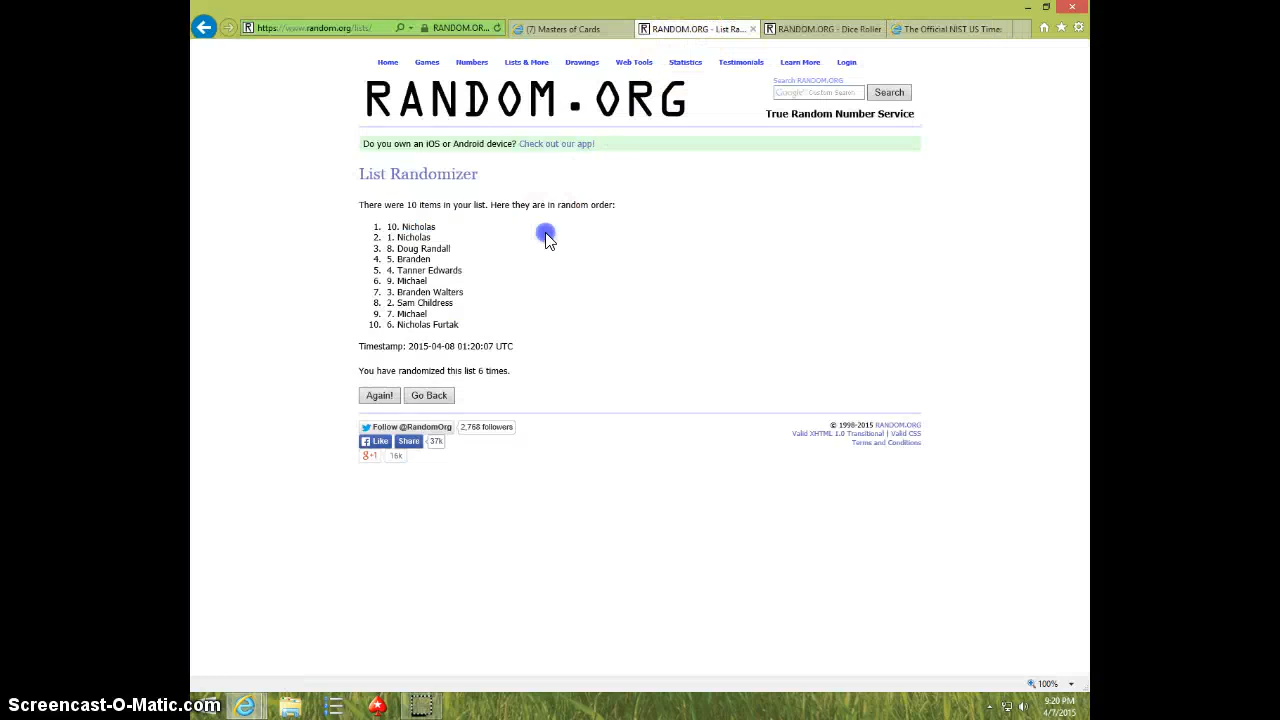 https://www.random.org/lists/
RANDOM.OR...
(7) Masters of Cards
RANDOM.ORG - List Ra...
RANDOM.ORG - Dice Roller
The Official NIST US Time:
Home Games Numbers Lists & More Drawings Web Tools Statistics Testimonials Learn More Login
RANDOM.ORG
Search RANDOM.ORG
Google Custom Search
Search
True Random Number Service
Do you own an iOS or Android device? Check out our app!
List Randomizer
There were 10 items in your list. Here they are in random order:
1. 10. Nicholas
2. 1. Nicholas
3. 8. Doug Randall
4. 5. Branden
5. 4. Tanner Edwards
6. 9. Michael
7. 3. Branden Walters
8. 2. Sam Childress
9. 7. Michael
10. 6. Nicholas Furtak
Timestamp: 2015-04-08 01:20:07 UTC
You have randomized this list 6 times.
Again! Go Back
Follow @RandomOrg 2,768 followers
Like Share 37k
g+1 16k
© 1998-2015 RANDOM.ORG
Valid XHTML 1.0 Transitional | Valid CSS
Terms and Conditions
100%
Screencast-O-Matic.com
9:20 PM
4/7/2015